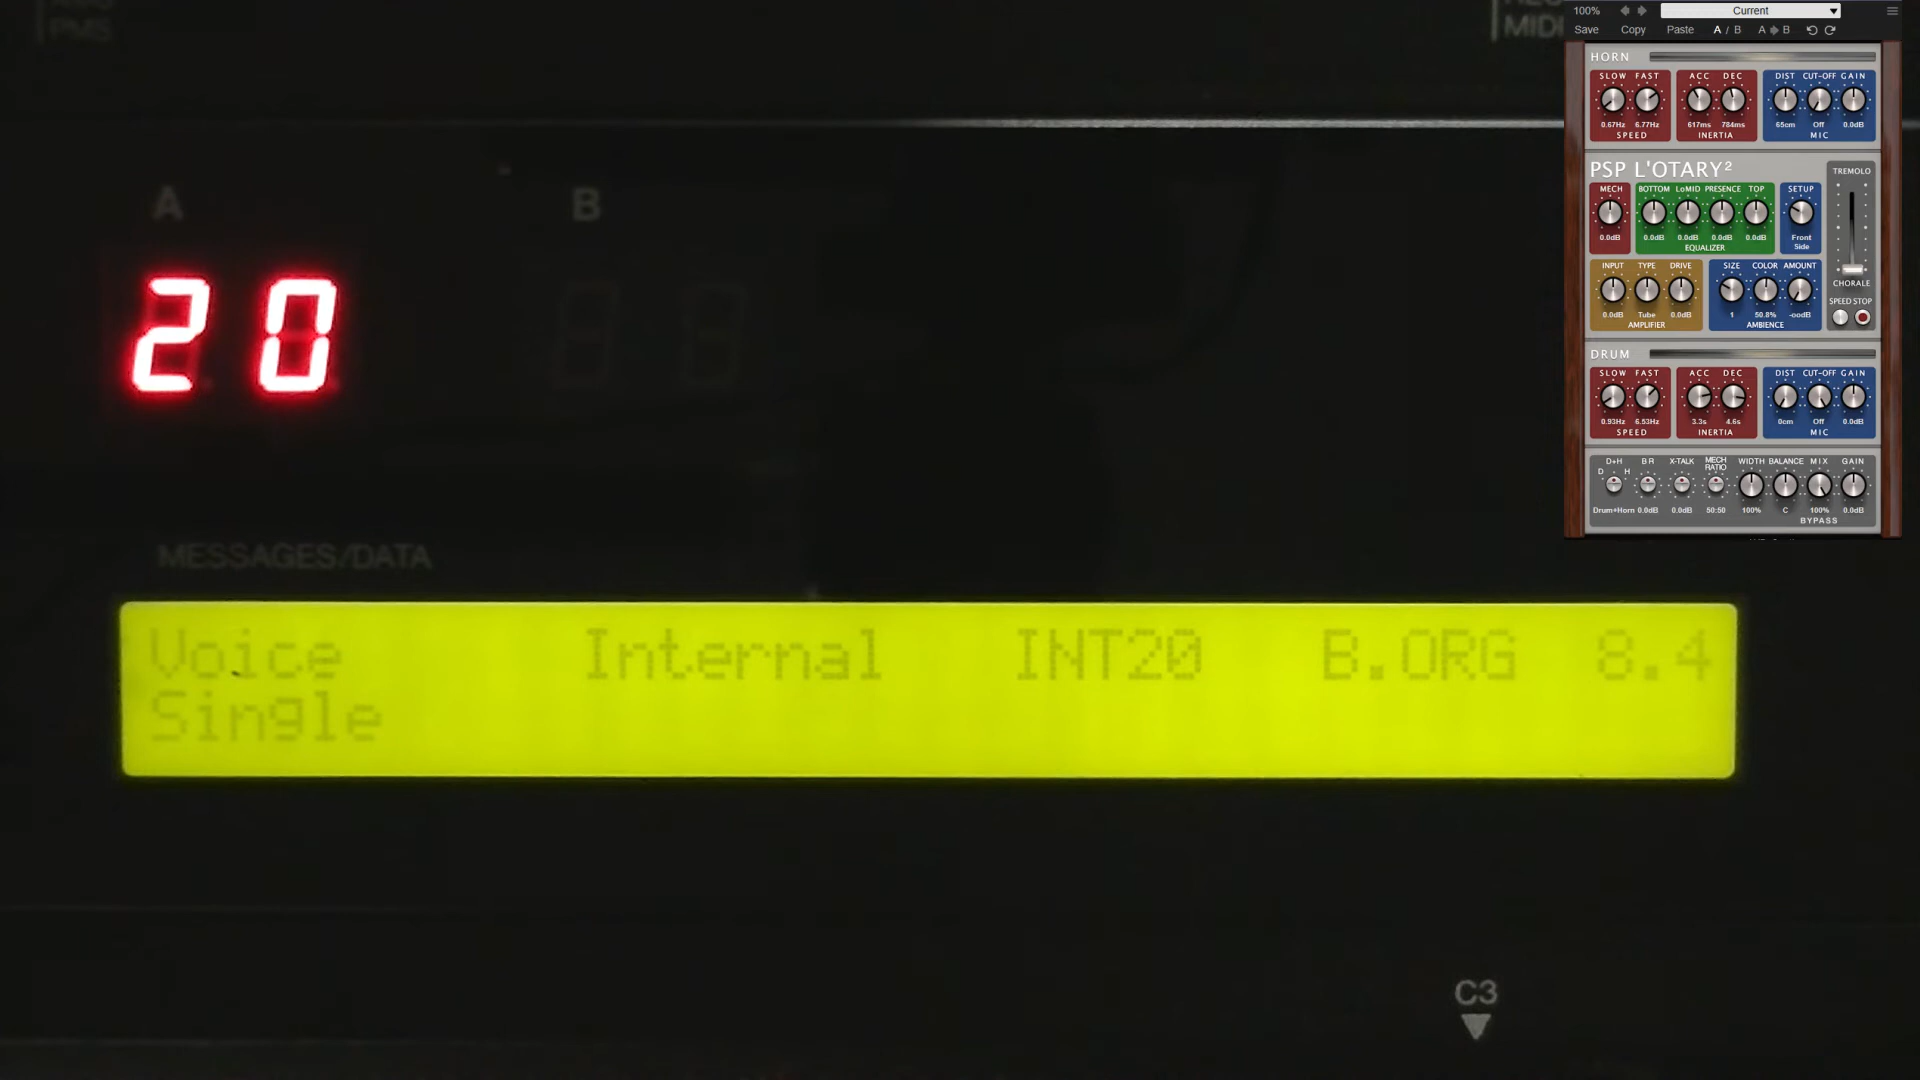 PMS
MIDI
A B
20
MESSAGES/DATA
Voice Internal INT20 B.ORG 8.4
Single
C3
100% Current
Save Copy Paste A / B A B
HORN
SLOW FAST ACC DEC DIST CUT-OFF GAIN
0.67Hz 6.77Hz 617ms 784ms 65cm Off 0.0dB
SPEED INERTIA MIC
PSP L'OTARY²
TREMOLO
MECH BOTTOM LoMID PRESENCE TOP SETUP
0.0dB 0.0dB 0.0dB 0.0dB 0.0dB Front
Side
EQUALIZER
INPUT TYPE DRIVE SIZE COLOR AMOUNT
CHORALE
SPEED STOP
0.0dB Tube 0.0dB 1 50.8% -oodB
AMPLIFIER AMBIENCE
DRUM
SLOW FAST ACC DEC DIST CUT-OFF GAIN
0.93Hz 6.53Hz 3.3s 4.6s 0cm Off 0.0dB
SPEED INERTIA MIC
D+H BR X-TALK MECH RATIO WIDTH BALANCE MIX GAIN
D H
Drum+Horn 0.0dB 0.0dB 50:50 100% C 100% 0.0dB
BYPASS